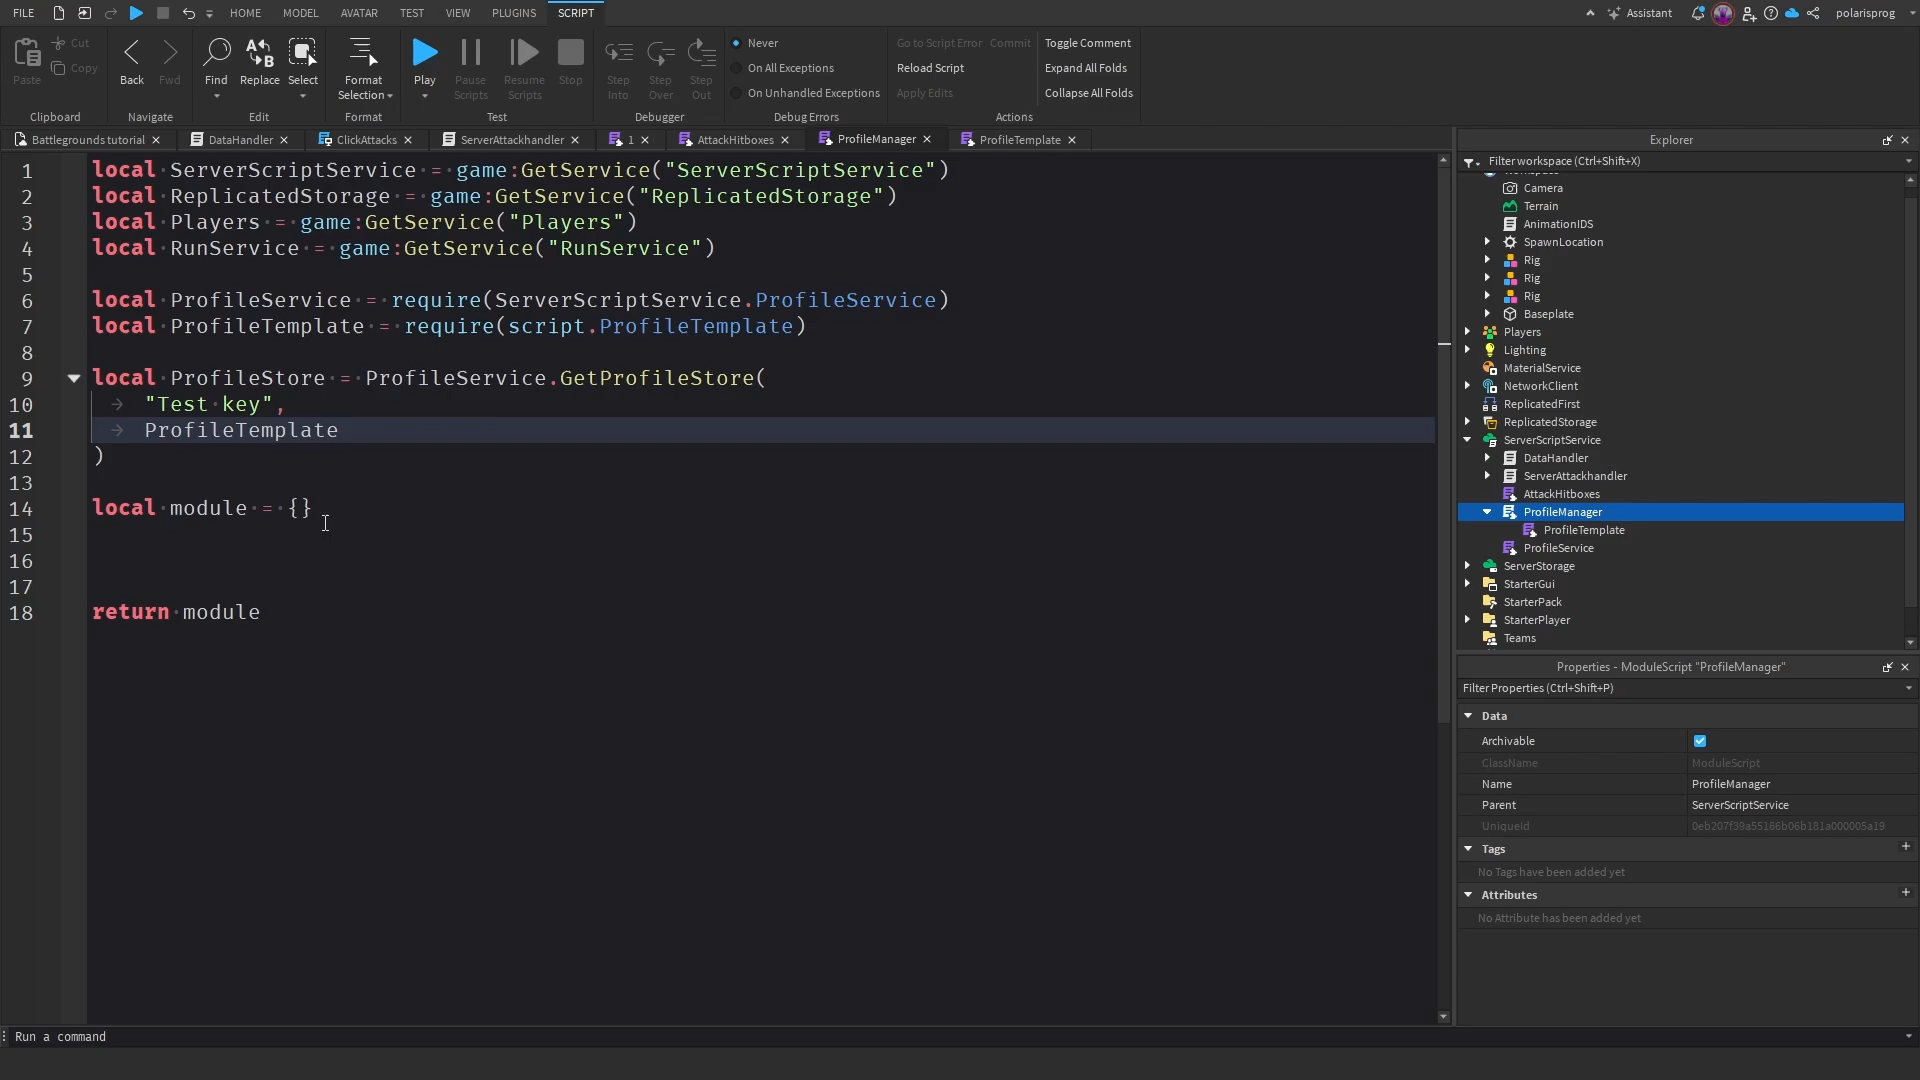 FILE HOME MODEL AVATAR TEST VIEW PLUGINS SCRIPT Assistant polarisprog
Paste Cut Copy Back Fwd Find Replace Select Format Selection Play Pause Scripts Resume Scripts Stop Step Into Step Over Step Out
Never
On All Exceptions
On Unhandled Exceptions
Go to Script Error Commit
Reload Script
Apply Edits
Toggle Comment
Expand All Folds
Collapse All Folds
Clipboard Navigate Edit Format Test Debugger Debug Errors Actions
Battlegrounds tutorial DataHandler ClickAttacks ServerAttackhandler 1 AttackHitboxes ProfileManager ProfileTemplate
1 local ServerScriptService = game:GetService("ServerScriptService")
2 local ReplicatedStorage = game:GetService("ReplicatedStorage")
3 local Players = game:GetService("Players")
4 local RunService = game:GetService("RunService")
5
6 local ProfileService = require(ServerScriptService.ProfileService)
7 local ProfileTemplate = require(script.ProfileTemplate)
8
9 local ProfileStore = ProfileService.GetProfileStore(
10 "Test key",
11 ProfileTemplate
12 )
13
14 local module = {}
15
16
17
18 return module
Explorer
Filter workspace (Ctrl+Shift+X)
Camera
Terrain
AnimationIDS
SpawnLocation
Rig
Rig
Rig
Baseplate
Players
Lighting
MaterialService
NetworkClient
ReplicatedFirst
ReplicatedStorage
ServerScriptService
DataHandler
ServerAttackhandler
AttackHitboxes
ProfileManager
ProfileTemplate
ProfileService
ServerStorage
StarterGui
StarterPack
StarterPlayer
Teams
Properties - ModuleScript "ProfileManager"
Filter Properties (Ctrl+Shift+P)
Data
Archivable
ClassName ModuleScript
Name ProfileManager
Parent ServerScriptService
UniqueId 0eb207f39a55166b06b181a000005a19
Tags
No Tags have been added yet
Attributes
No Attribute has been added yet
Run a command